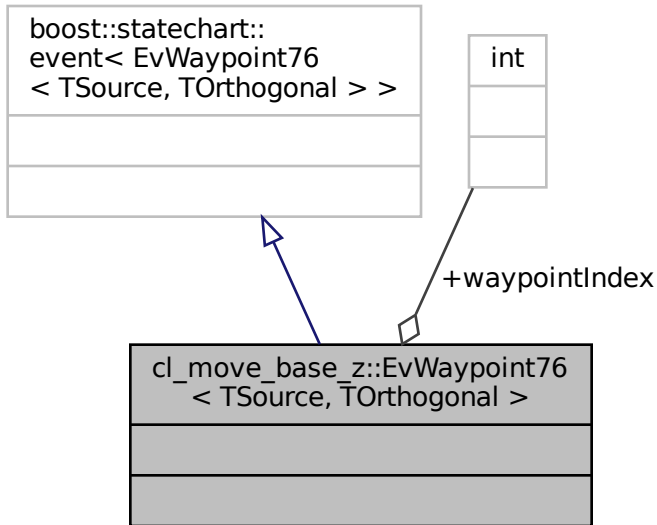 boost::statechart::
event< EvWaypoint76
< TSource, TOrthogonal > >
int
+waypointIndex
cl_move_base_z::EvWaypoint76
< TSource, TOrthogonal >